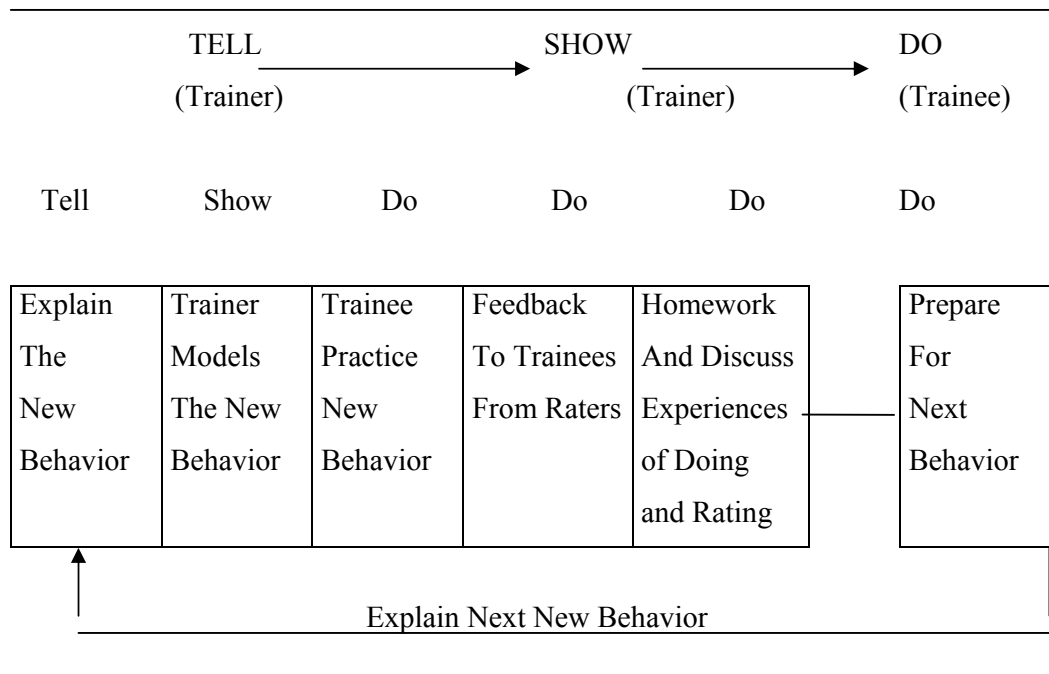 TELL SHOW DO
(Trainer) (Trainer) (Trainee)
Tell Show Do Do Do Do
Explain
The
New
Behavior
Trainer
Models
The New
Behavior
Trainee
Practice
New
Behavior
Feedback
To Trainees
From Raters
Homework
And Discuss
Experiences
of Doing
and Rating
Prepare
For
Next
Behavior
Explain Next New Behavior